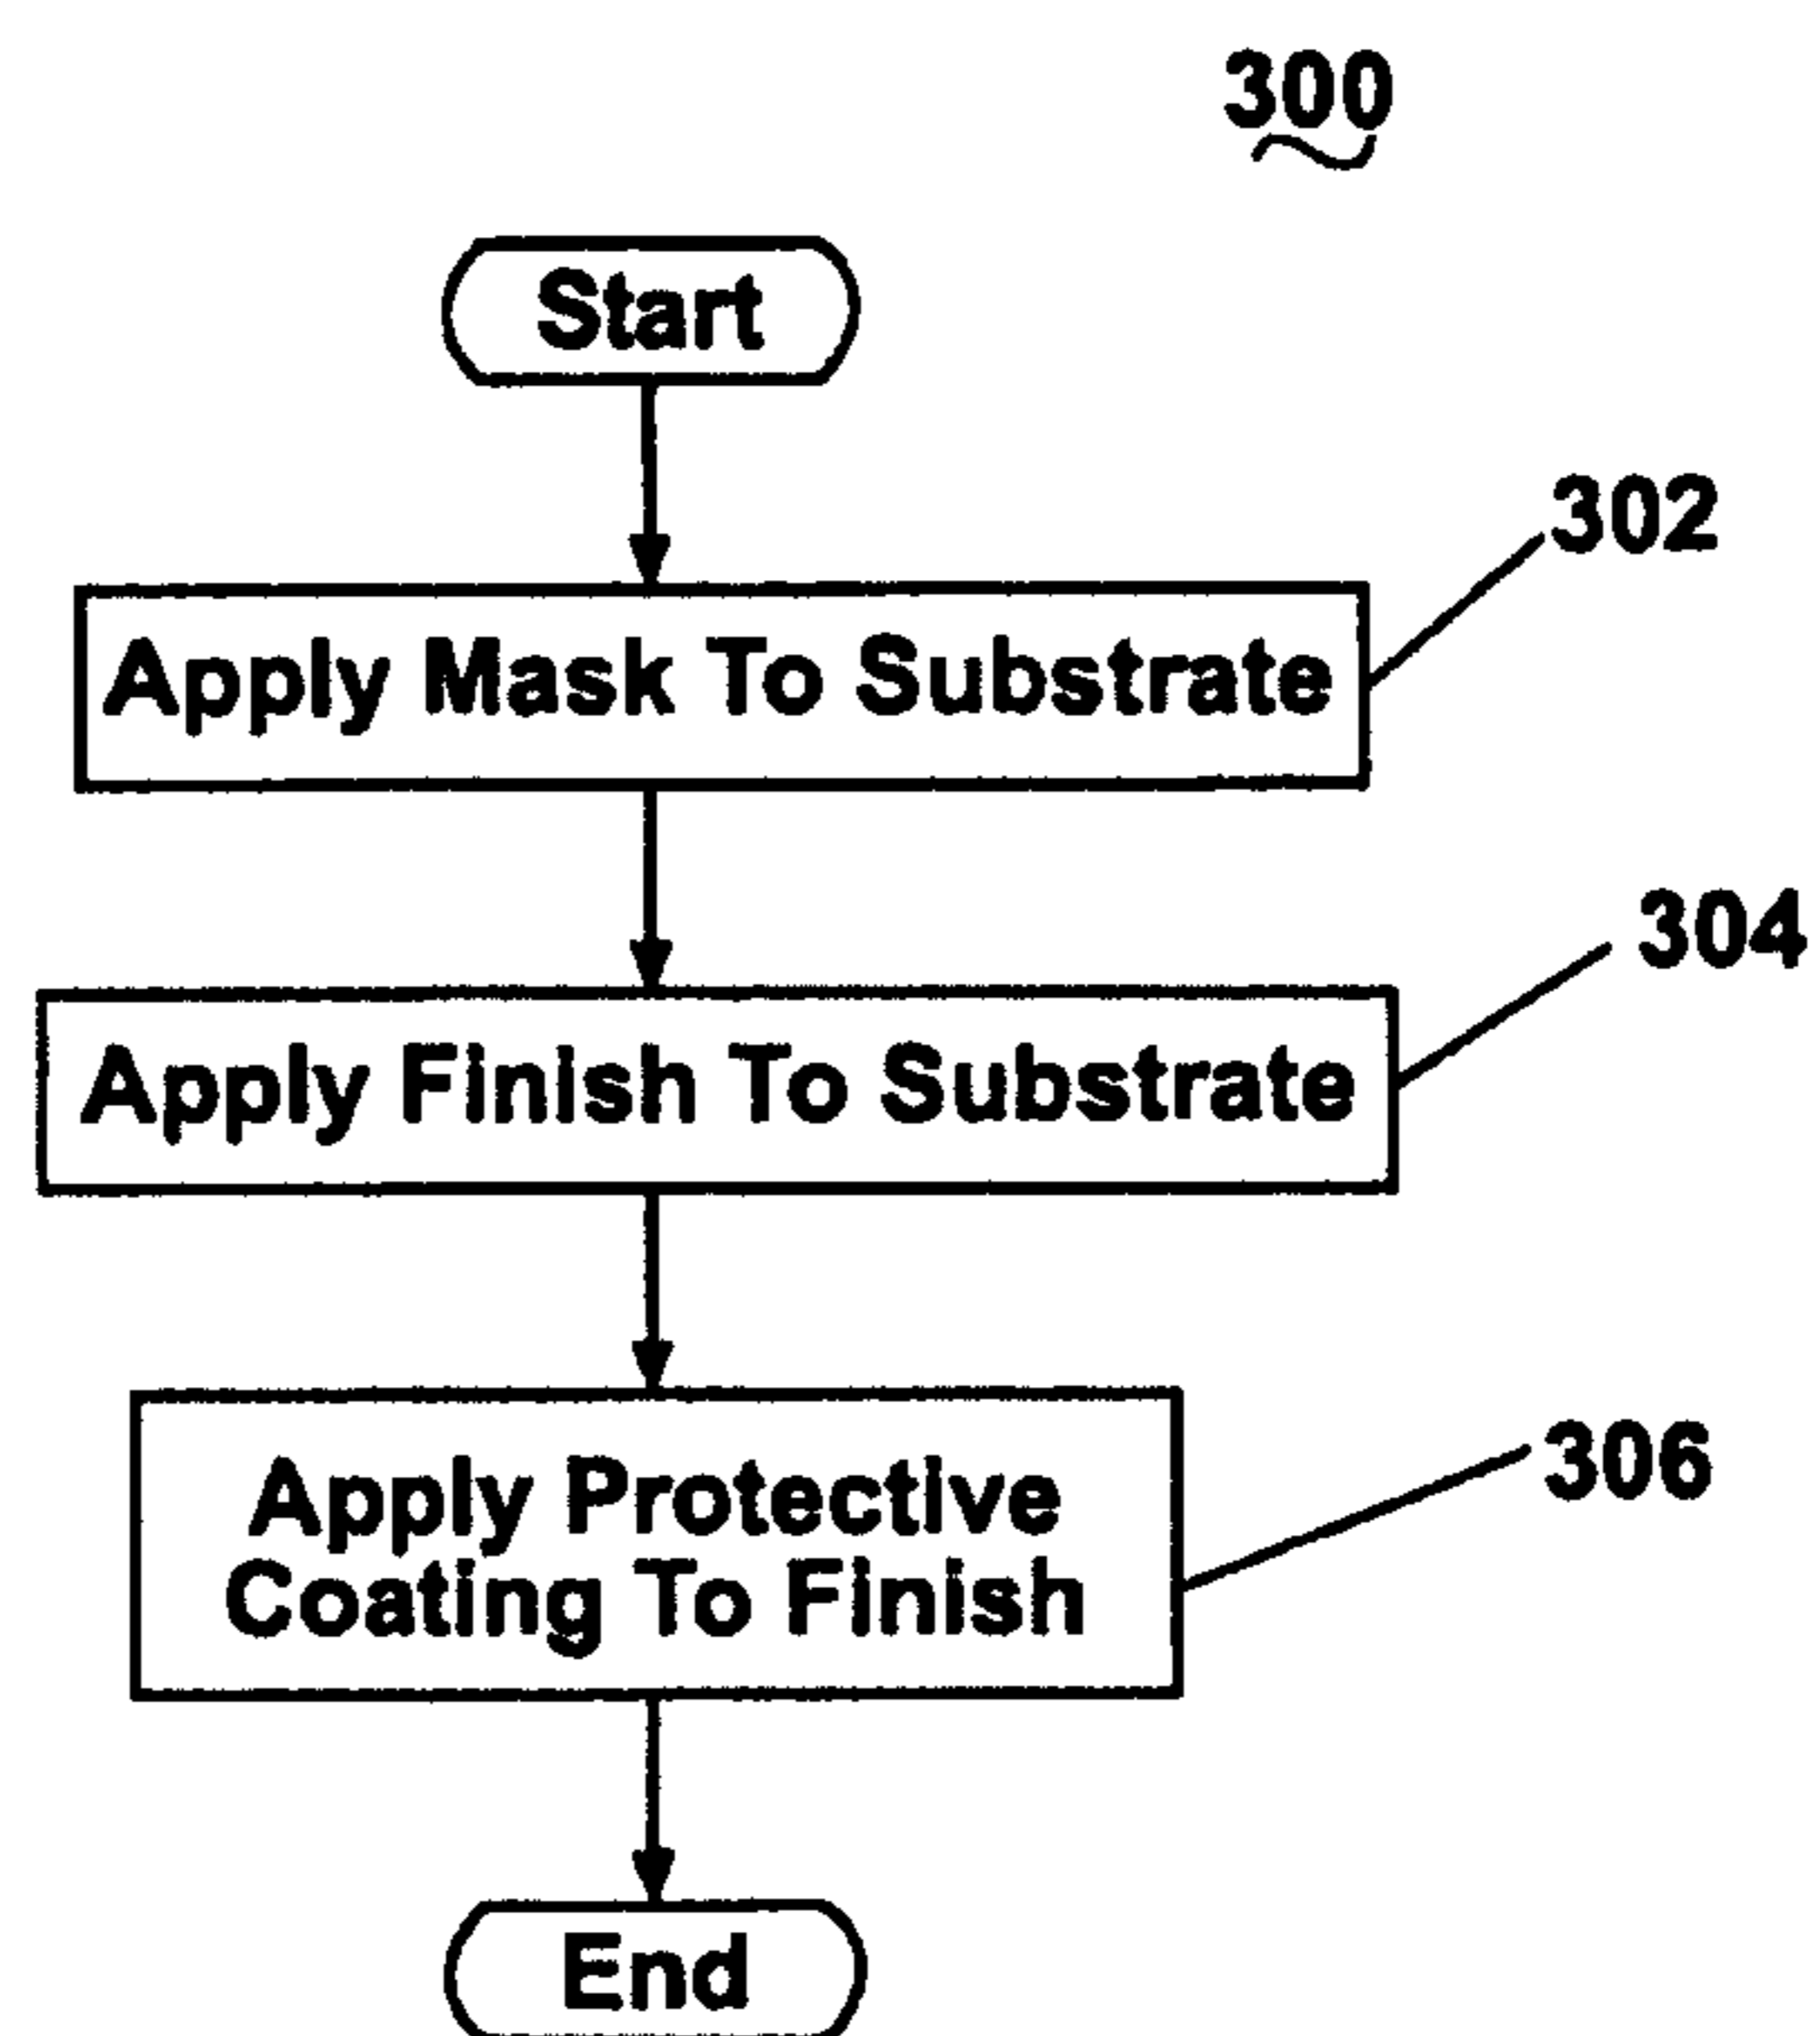 300
Start
302
Apply Mask To Substrate
304
Apply Finish To Substrate
306
Apply Protective
Coating To Finish
End